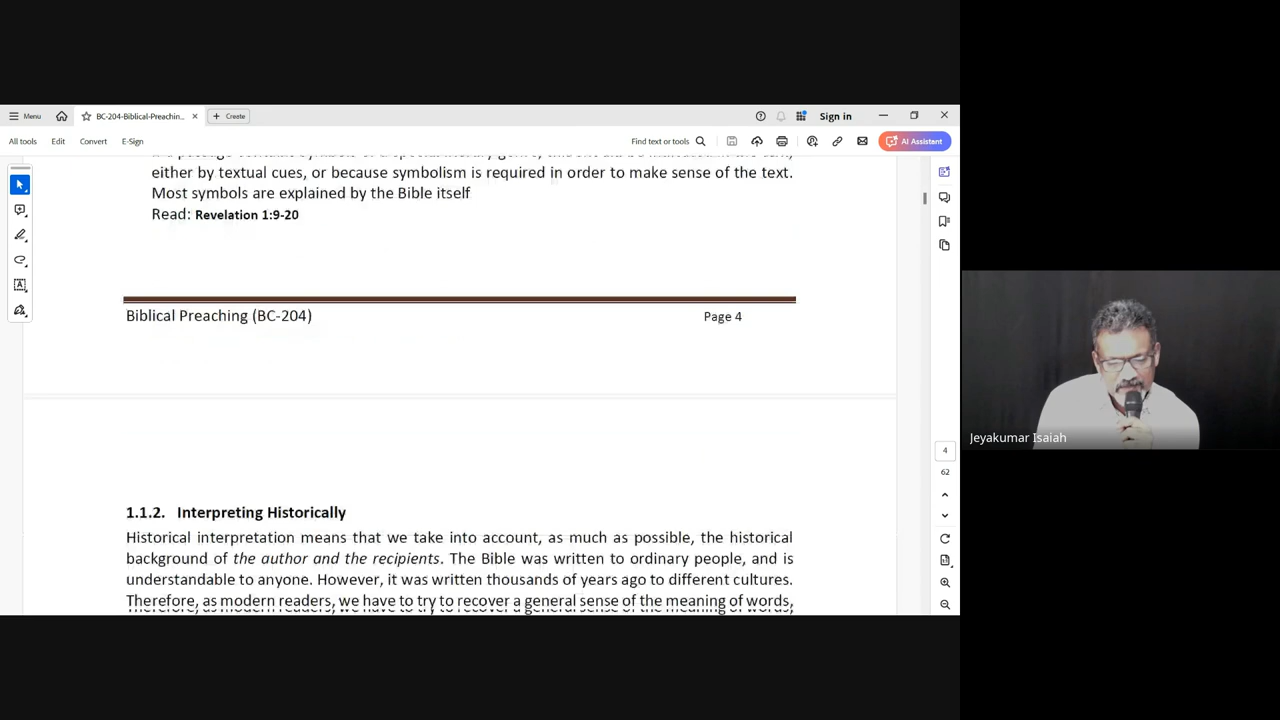 Menu
BC-204-Biblical-Preachin...
Create
Sign in
All tools
Edit
Convert
E-Sign
Find text or tools
AI Assistant
either by textual cues, or because symbolism is required in order to make sense of the text.
Most symbols are explained by the Bible itself
Read: Revelation 1:9-20
Biblical Preaching (BC-204)
Page 4
4
62
1.1.2. Interpreting Historically
Historical interpretation means that we take into account, as much as possible, the historical
background of the author and the recipients. The Bible was written to ordinary people, and is
understandable to anyone. However, it was written thousands of years ago to different cultures.
Therefore, as modern readers, we have to try to recover a general sense of the meaning of words,
Jeyakumar Isaiah